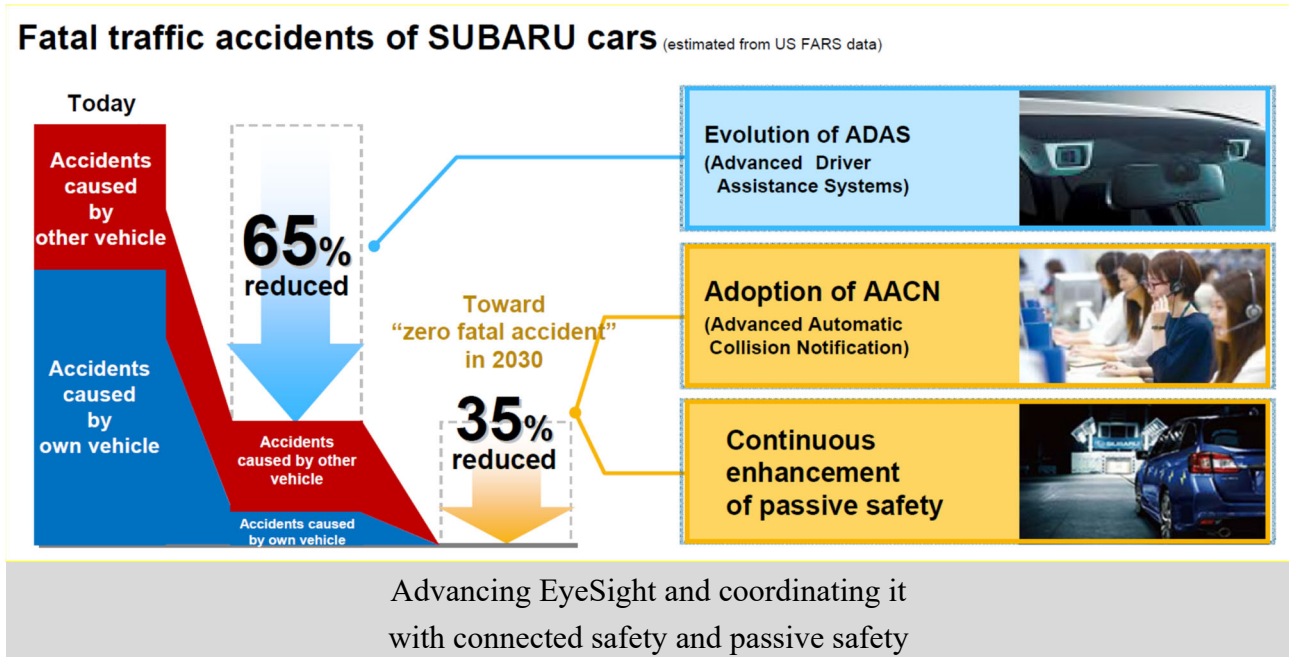 Fatal traffic accidents of SUBARU cars (estimated from US FARS data)
Today
Accidents
caused
by
other vehicle
Accidents
caused
by
own vehicle
65%
reduced
Accidents
caused by other
vehicle
Accidents caused
by own vehicle
Toward
“zero fatal accident”
in 2030
35%
reduced
Evolution of ADAS
(Advanced Driver
Assistance Systems)
Adoption of AACN
(Advanced Automatic
Collision Notification)
Continuous
enhancement
of passive safety
SUBARU
Advancing EyeSight and coordinating it
with connected safety and passive safety